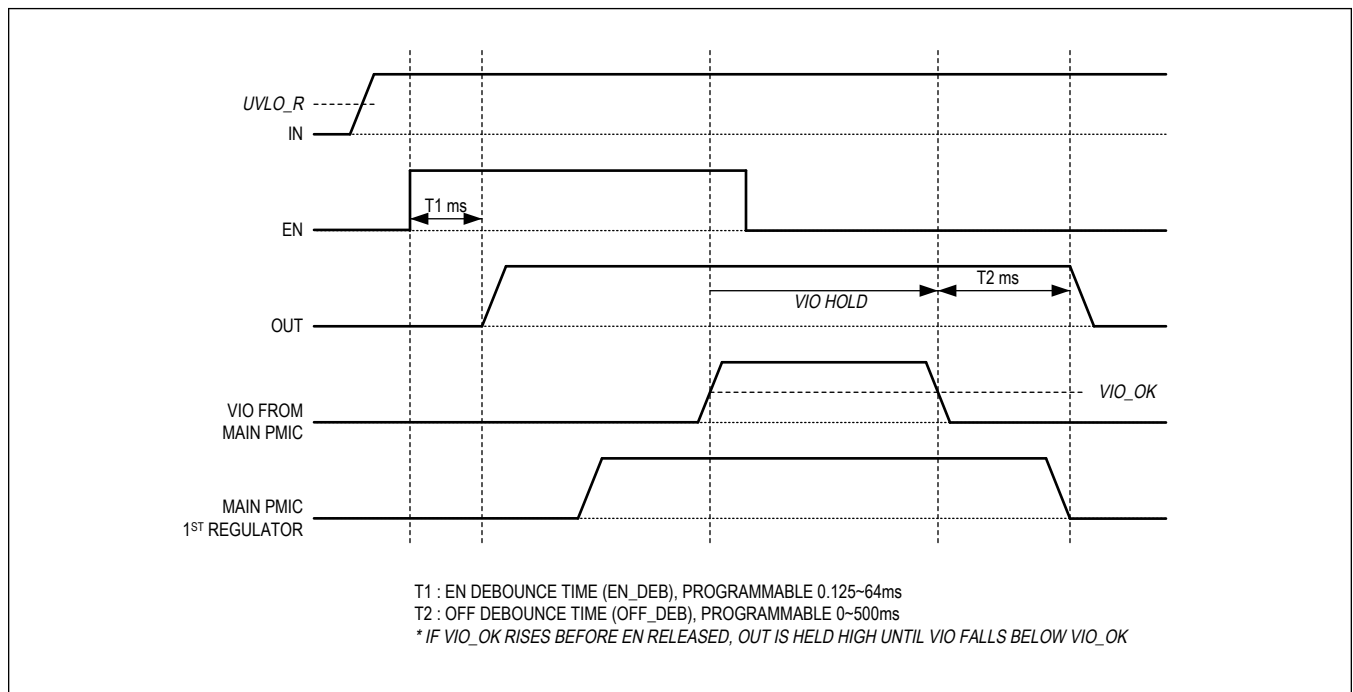 UVLO_R
IN
T1 ms
EN
T2 ms
VIO HOLD
OUT
VIO_OK
VIO FROM
MAIN PMIC
MAIN PMIC
1ST REGULATOR
T1 : EN DEBOUNCE TIME (EN_DEB), PROGRAMMABLE 0.125~64ms
T2 : OFF DEBOUNCE TIME (OFF_DEB), PROGRAMMABLE 0~500ms
* IF VIO_OK RISES BEFORE EN RELEASED, OUT IS HELD HIGH UNTIL VIO FALLS BELOW VIO_OK